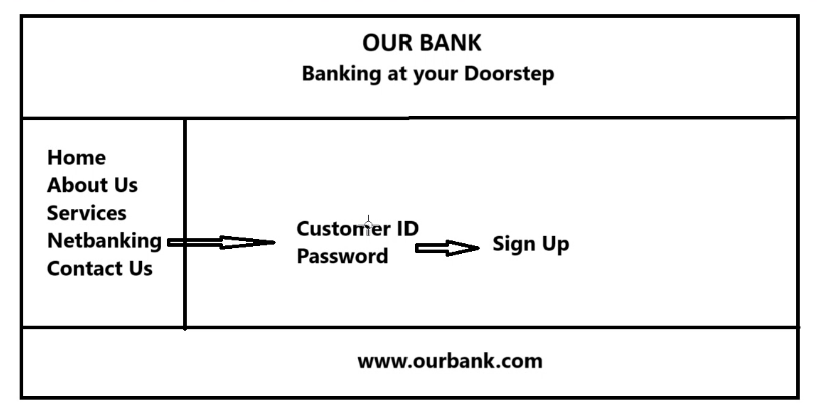 OUR BANK
Banking at your Doorstep
Home
About Us
Services
Netbanking
Contact Us
Customer ID
Password
Sign Up
www.ourbank.com